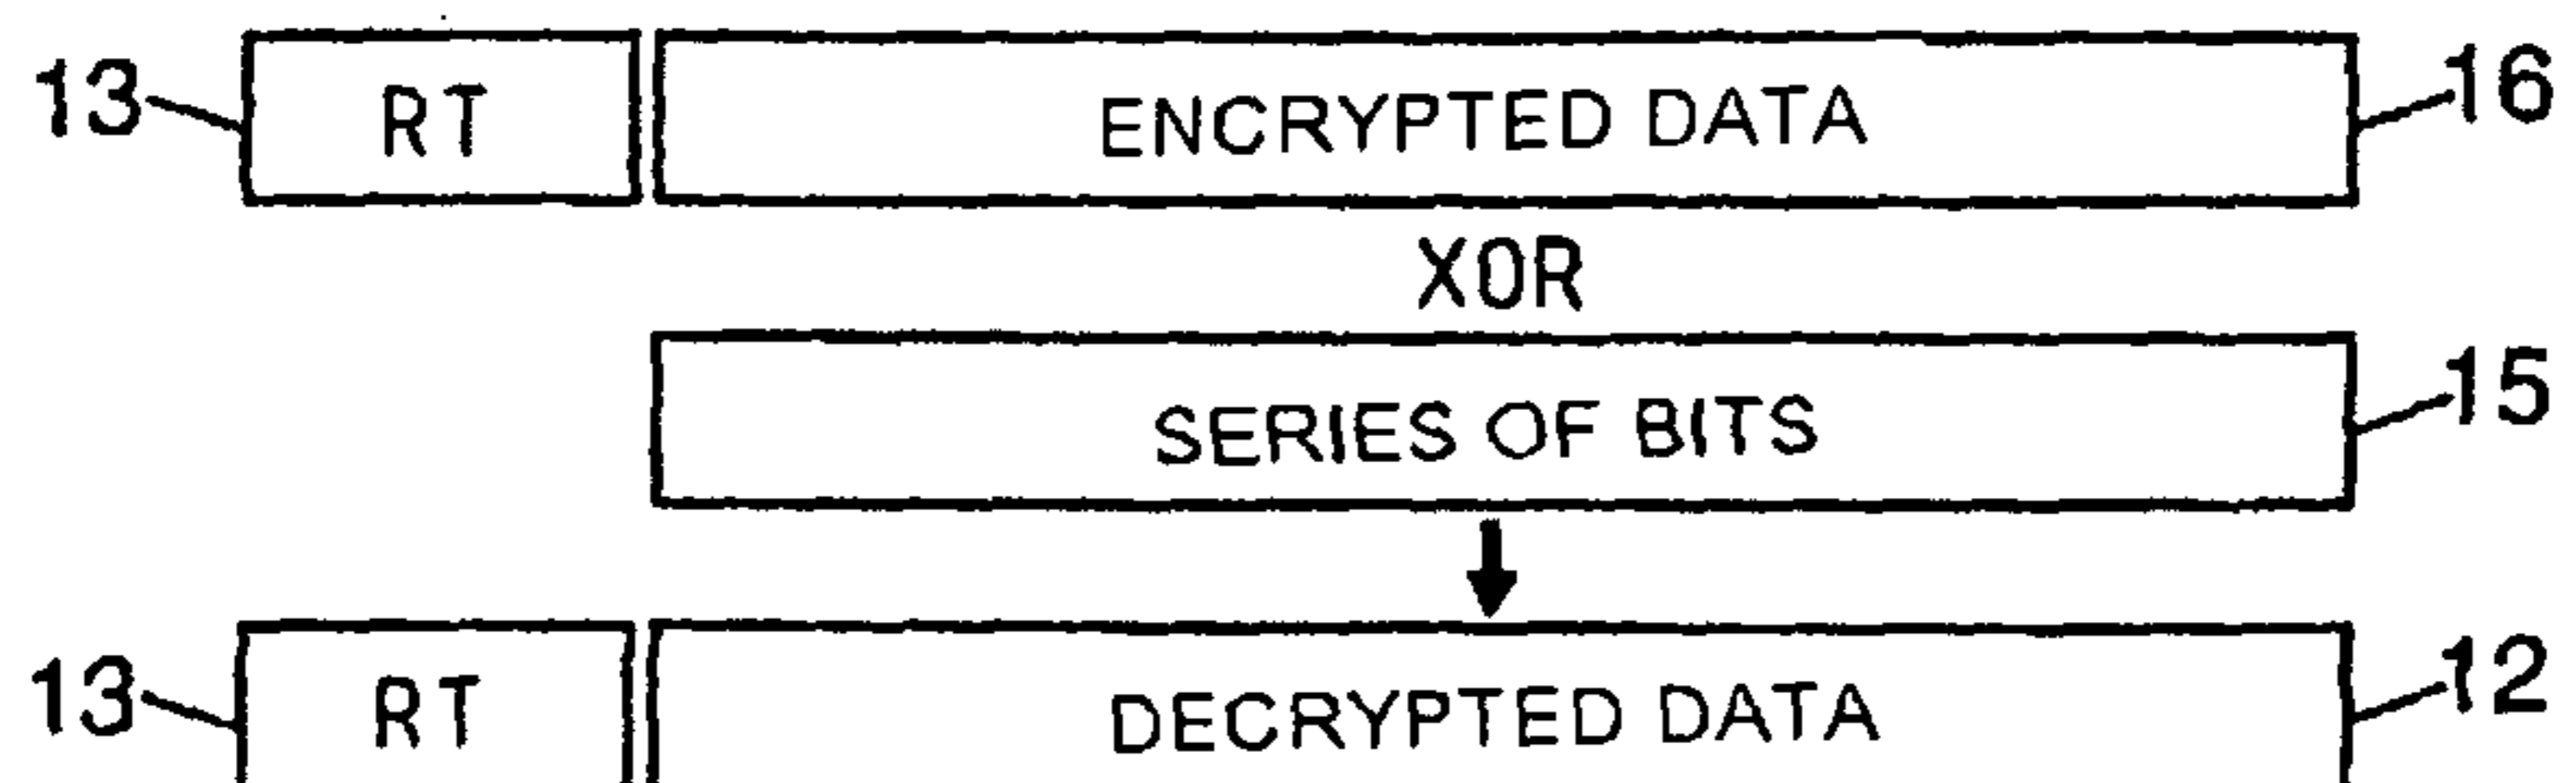 13 RT ENCRYPTED DATA 16
XOR
SERIES OF BITS 15
13 RT DECRYPTED DATA 12